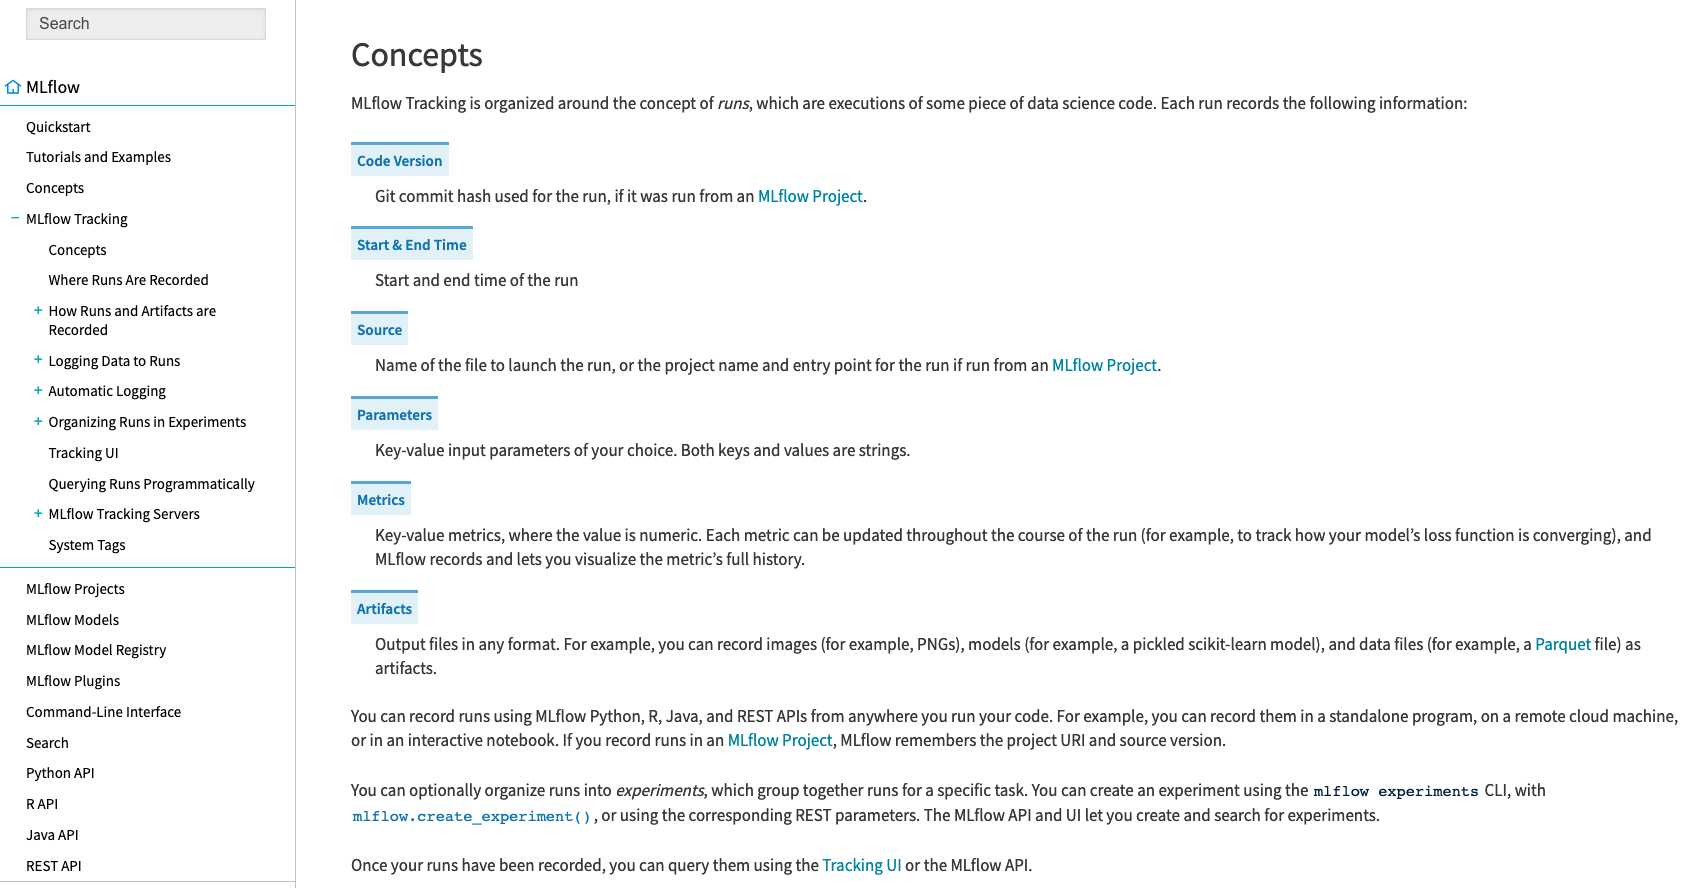 Search
MLflow
Quickstart
Tutorials and Examples
Concepts
MLflow Tracking
Concepts
Where Runs Are Recorded
How Runs and Artifacts are
Recorded
Logging Data to Runs
Automatic Logging
Organizing Runs in Experiments
Tracking UI
Querying Runs Programmatically
MLflow Tracking Servers
System Tags
MLflow Projects
MLflow Models
MLflow Model Registry
MLflow Plugins
Command-Line Interface
Search
Python API
R API
Java API
REST API
Concepts
MLflow Tracking is organized around the concept of runs, which are executions of some piece of data science code. Each run records the following information:
Code Version
Git commit hash used for the run, if it was run from an MLflow Project.
Start & End Time
Start and end time of the run
Source
Name of the file to launch the run, or the project name and entry point for the run if run from an MLflow Project.
Parameters
Key-value input parameters of your choice. Both keys and values are strings.
Metrics
Key-value metrics, where the value is numeric. Each metric can be updated throughout the course of the run (for example, to track how your model’s loss function is converging), and
MLflow records and lets you visualize the metric’s full history.
Artifacts
Output files in any format. For example, you can record images (for example, PNGs), models (for example, a pickled scikit-learn model), and data files (for example, a Parquet file) as
artifacts.
You can record runs using MLflow Python, R, Java, and REST APIs from anywhere you run your code. For example, you can record them in a standalone program, on a remote cloud machine,
or in an interactive notebook. If you record runs in an MLflow Project, MLflow remembers the project URI and source version.
You can optionally organize runs into experiments, which group together runs for a specific task. You can create an experiment using the mlflow experiments CLI, with
mlflow.create_experiment(), or using the corresponding REST parameters. The MLflow API and UI let you create and search for experiments.
Once your runs have been recorded, you can query them using the Tracking UI or the MLflow API.